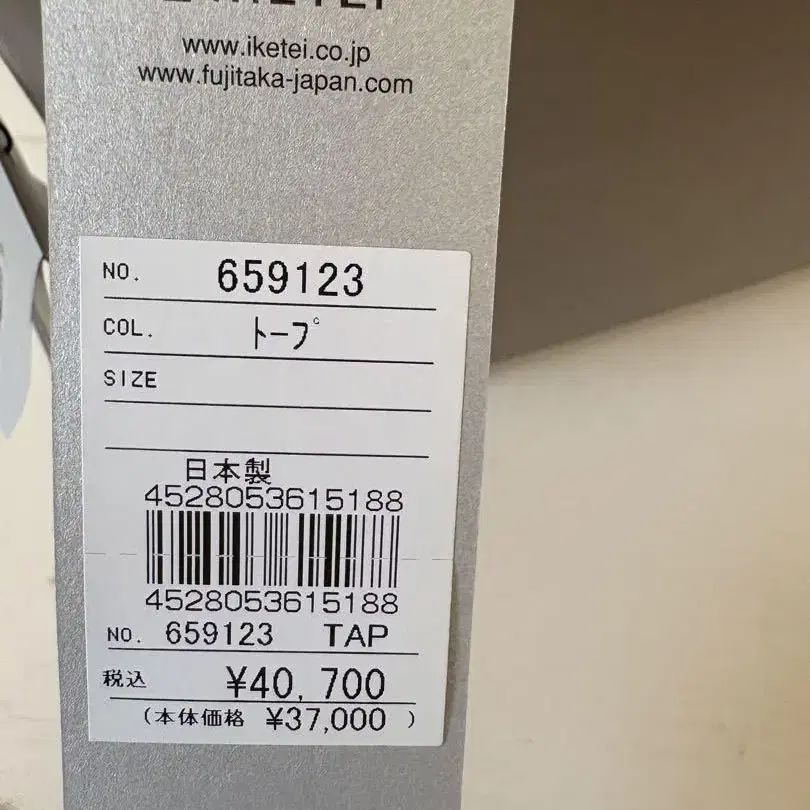 www.iketei.co.jp
www.fujitaka-japan.com
NO. 659123
COL. トープ
SIZE
日本製
4528053615188
4528053615188
NO. 659123 TAP
税込 ¥40,700
(本体価格 ¥37,000 )